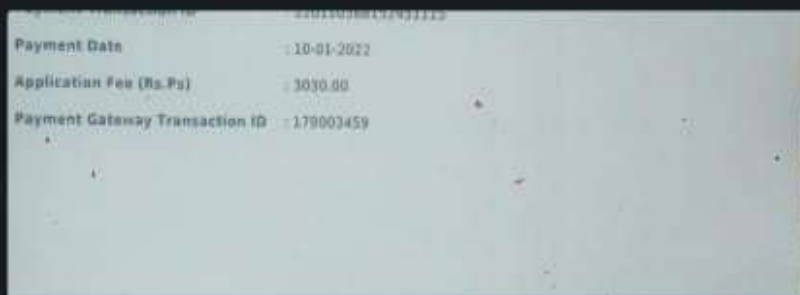 Payment Date : 10-01-2022
Application Fee (Rs.Ps) : 3030.00
Payment Gateway Transaction ID : 179003459